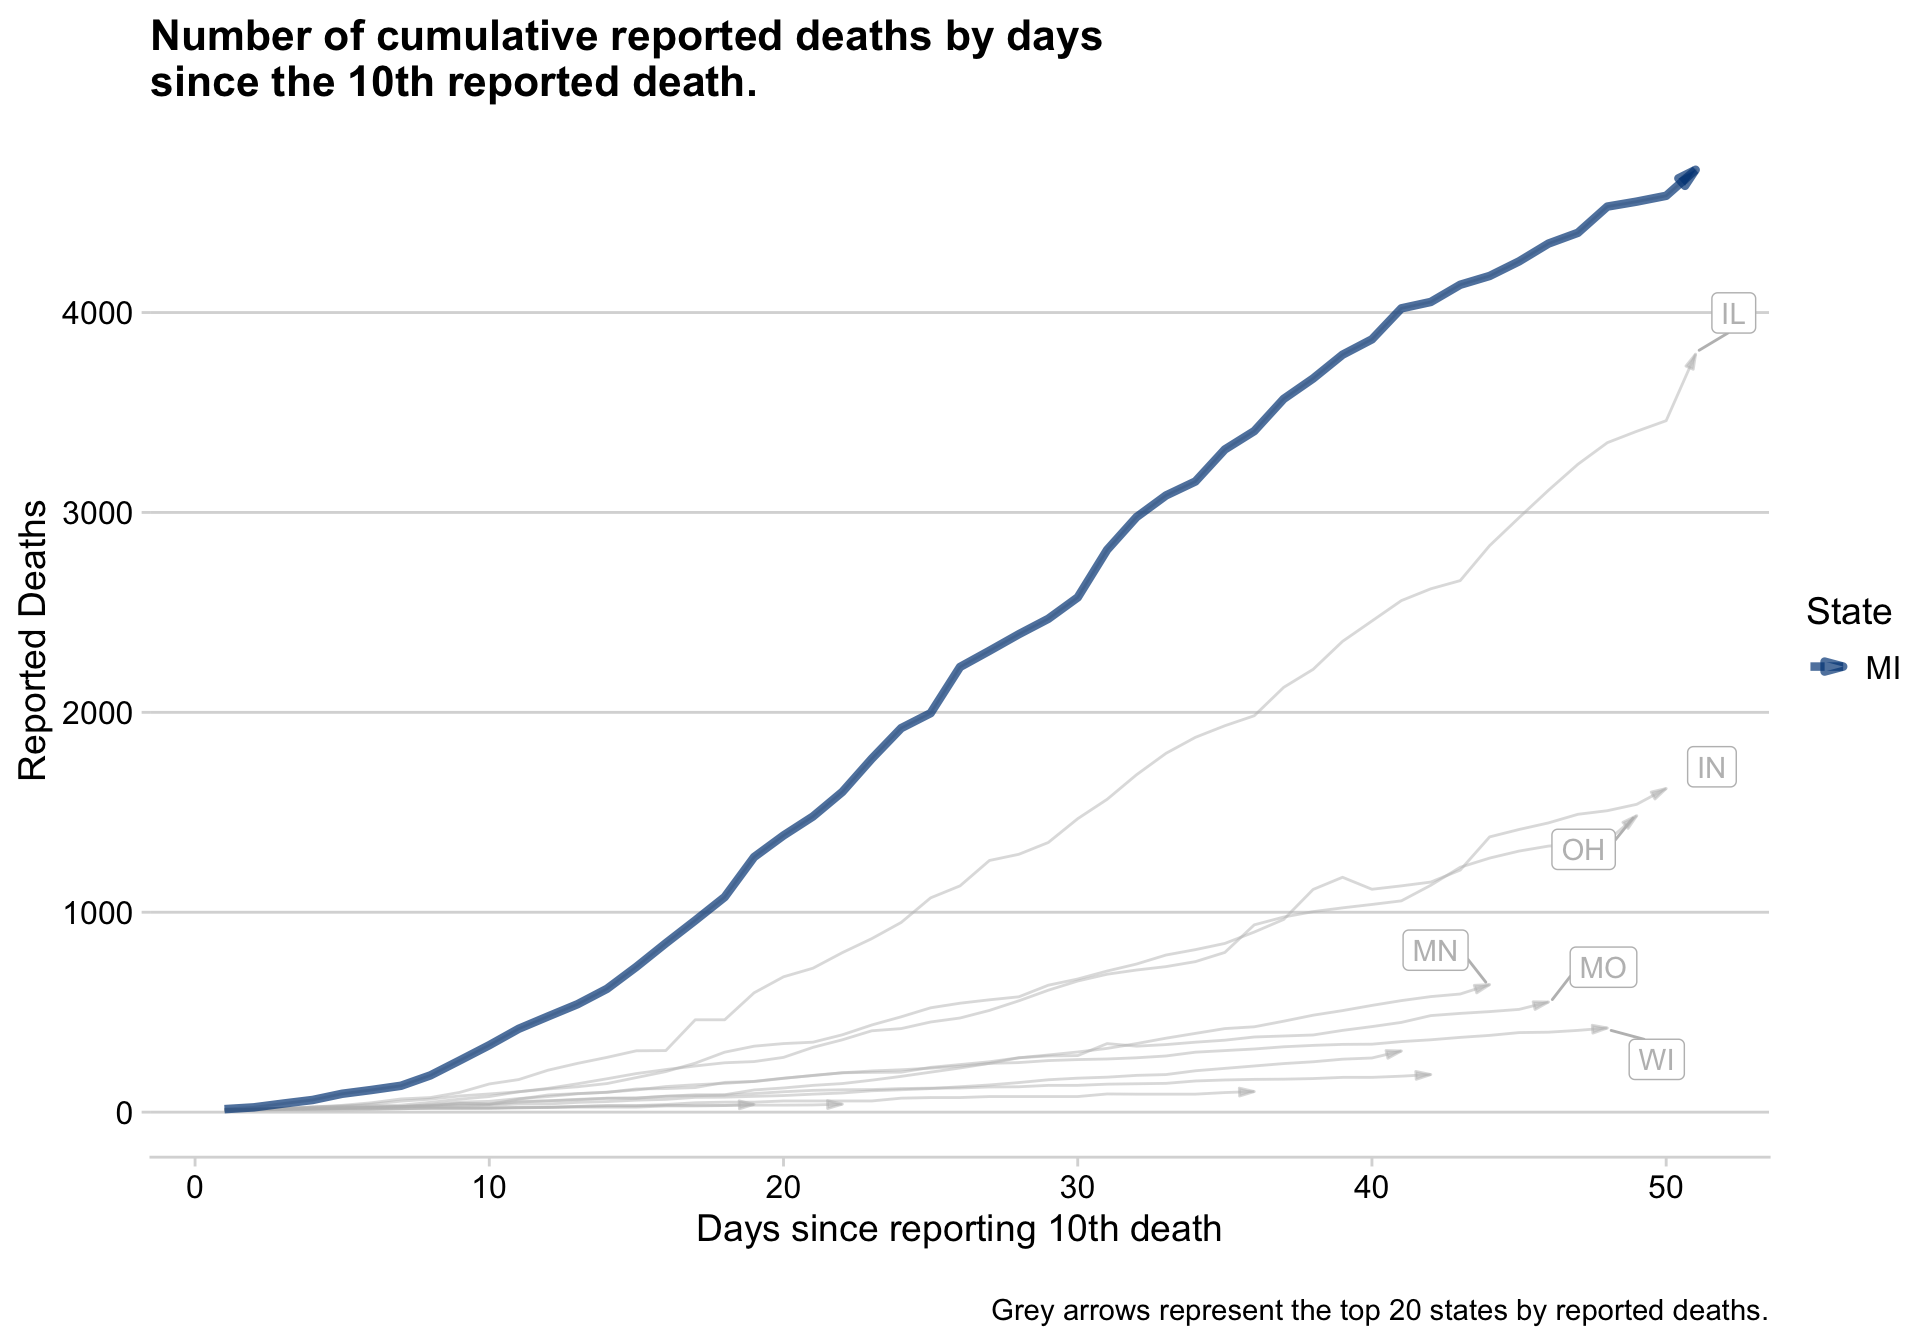 Number of cumulative reported deaths by days
since the 10th reported death.
Reported Deaths
4000
3000
2000
1000
0
IL
IN
OH
MN
MO
WI
State
MI
0
10
20
30
40
50
Days since reporting 10th death
Grey arrows represent the top 20 states by reported deaths.